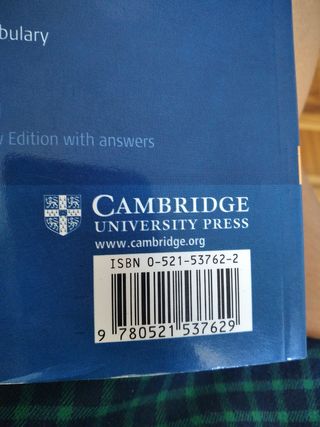 bulary
Edition with answers
CAMBRIDGE
UNIVERSITY PRESS
www.cambridge.org
ISBN 0-521-53762-2
9 780521 537629